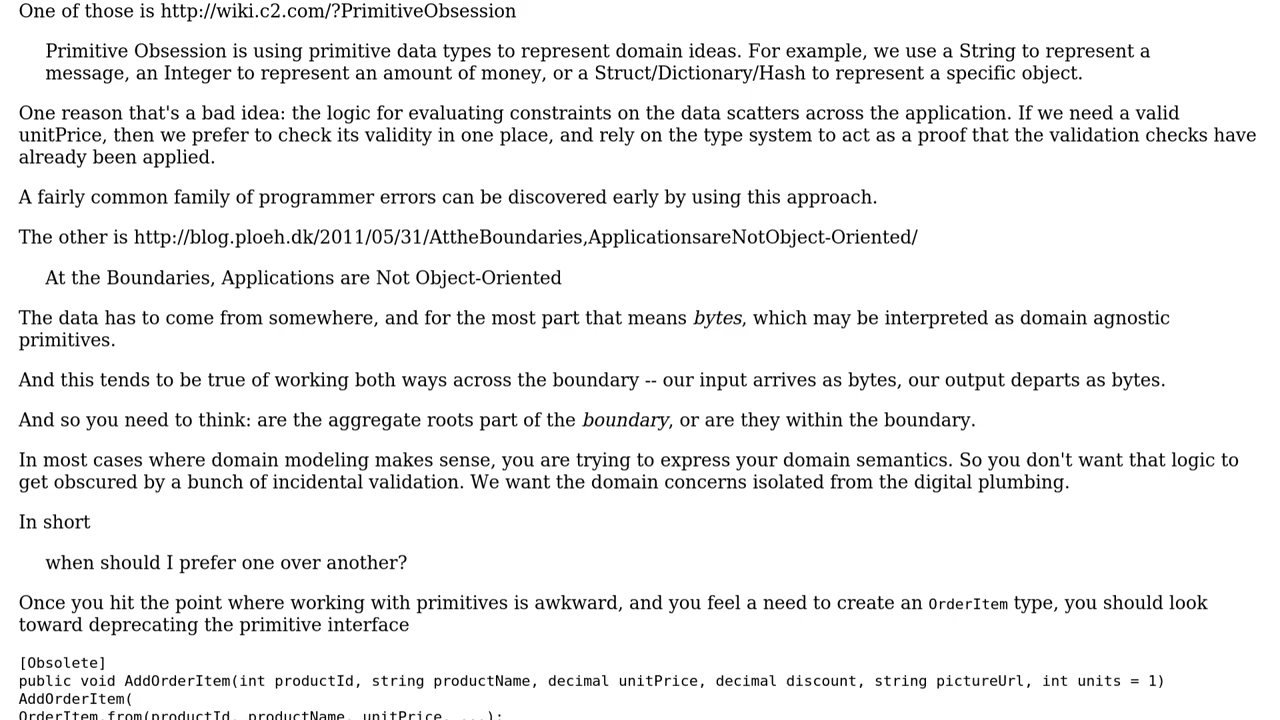 One of those is http://wiki.c2.com/?PrimitiveObsession
Primitive Obsession is using primitive data types to represent domain ideas. For example, we use a String to represent a
message, an Integer to represent an amount of money, or a Struct/Dictionary/Hash to represent a specific object.
One reason that's a bad idea: the logic for evaluating constraints on the data scatters across the application. If we need a valid
unitPrice, then we prefer to check its validity in one place, and rely on the type system to act as a proof that the validation checks have
already been applied.
A fairly common family of programmer errors can be discovered early by using this approach.
The other is http://blog.ploeh.dk/2011/05/31/AttheBoundaries,ApplicationsareNotObject-Oriented/
At the Boundaries, Applications are Not Object-Oriented
The data has to come from somewhere, and for the most part that means bytes, which may be interpreted as domain agnostic
primitives.
And this tends to be true of working both ways across the boundary -- our input arrives as bytes, our output departs as bytes.
And so you need to think: are the aggregate roots part of the boundary, or are they within the boundary.
In most cases where domain modeling makes sense, you are trying to express your domain semantics. So you don't want that logic to
get obscured by a bunch of incidental validation. We want the domain concerns isolated from the digital plumbing.
In short
when should I prefer one over another?
Once you hit the point where working with primitives is awkward, and you feel a need to create an OrderItem type, you should look
toward deprecating the primitive interface
[Obsolete]
public void AddOrderItem(int productId, string productName, decimal unitPrice, decimal discount, string pictureUrl, int units = 1)
AddOrderItem(
OrderItem.from(productId, productName, unitPrice, ...);